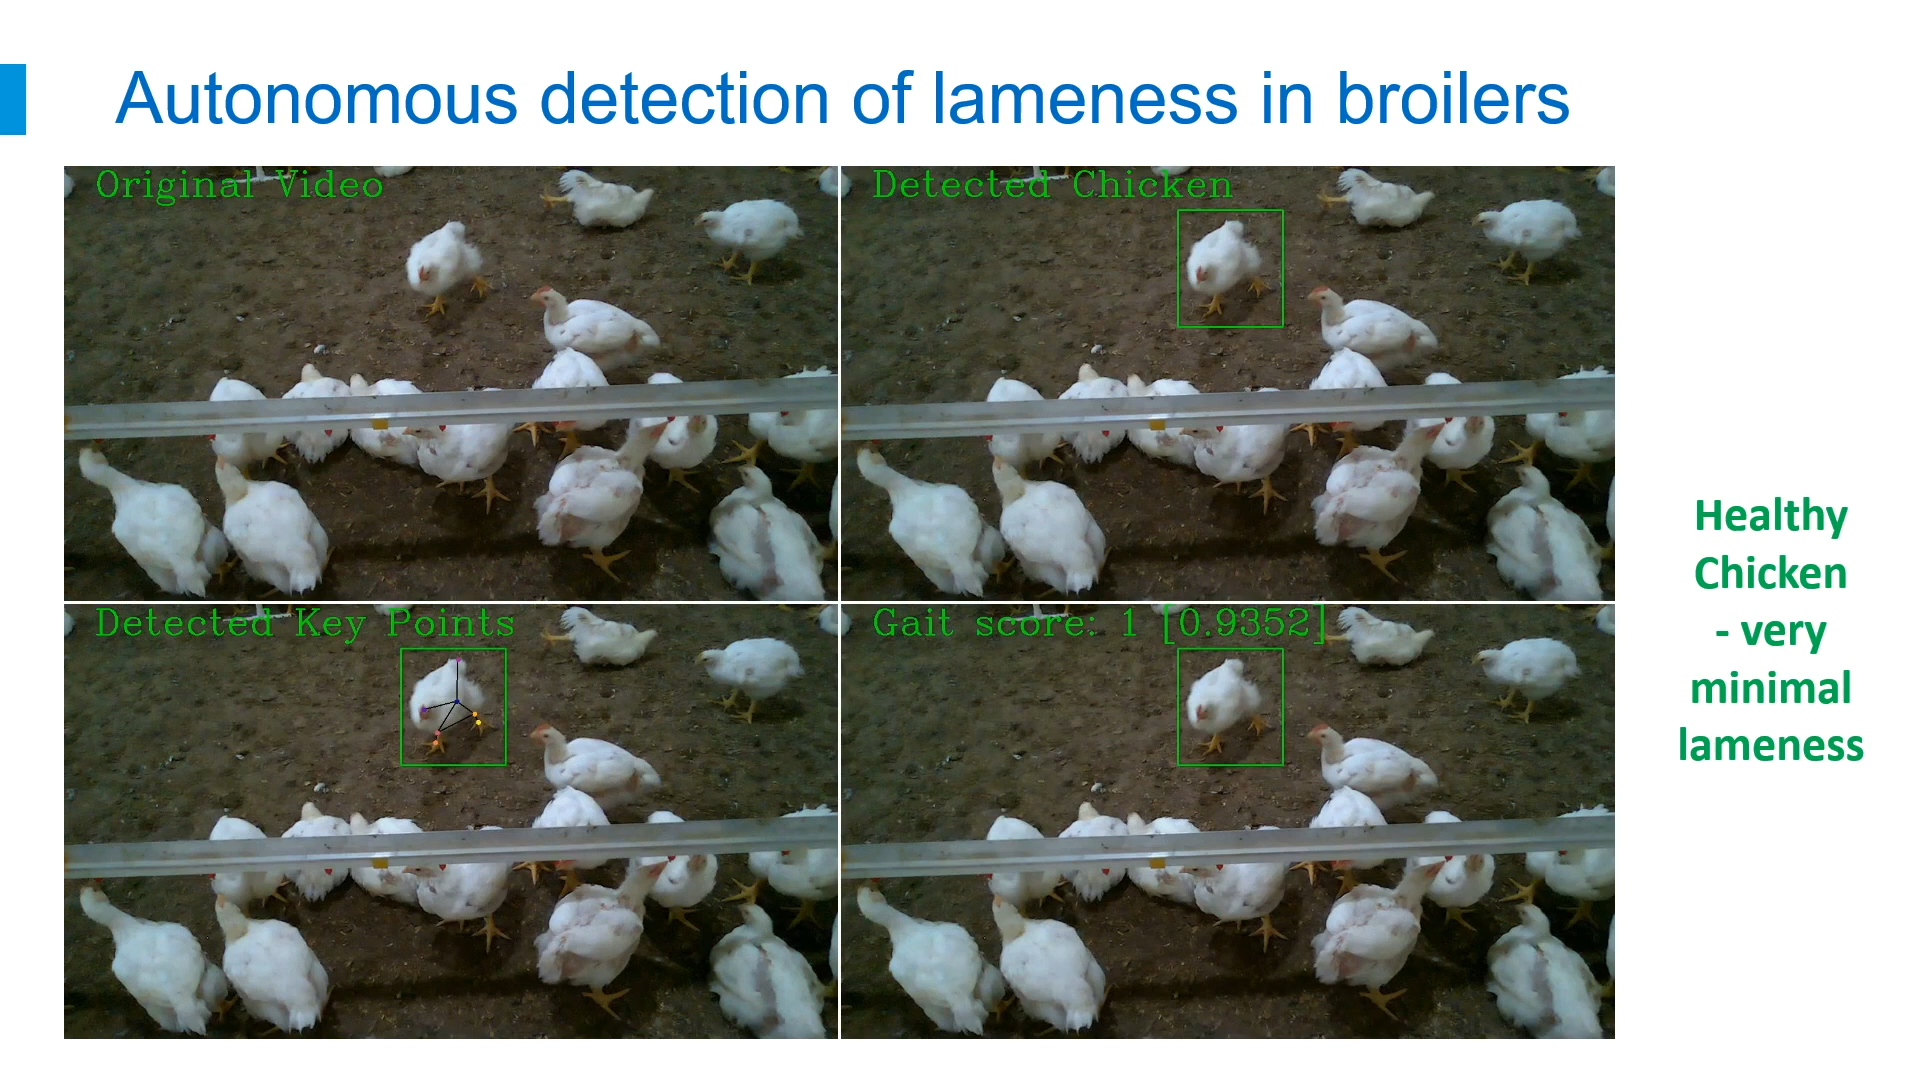 Autonomous detection of lameness in broilers
Original Video
Detected Chicken
Detected Key Points
Gait score: 1 [0.9352]
Healthy
Chicken
- very
minimal
lameness